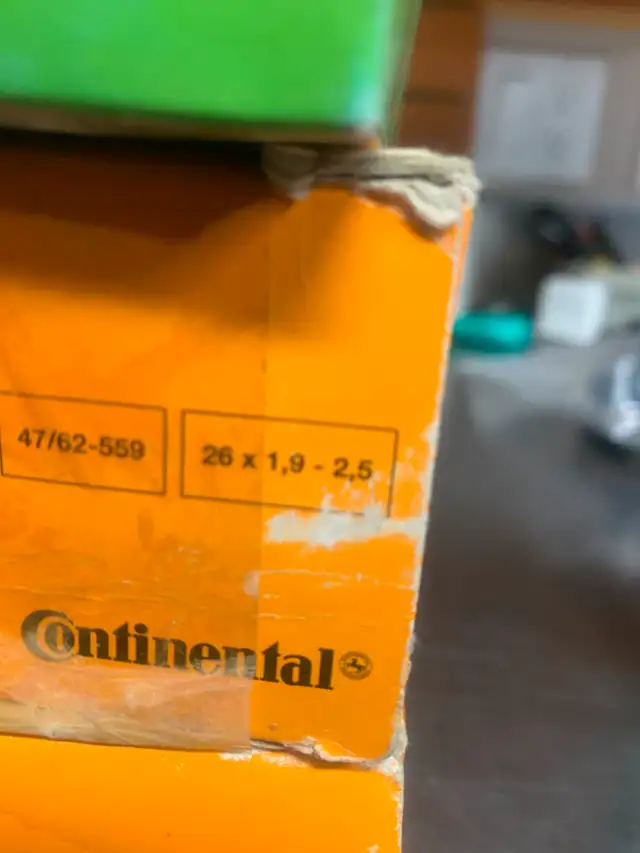 47/62-559
26 x 1,9 - 2,5
Continental